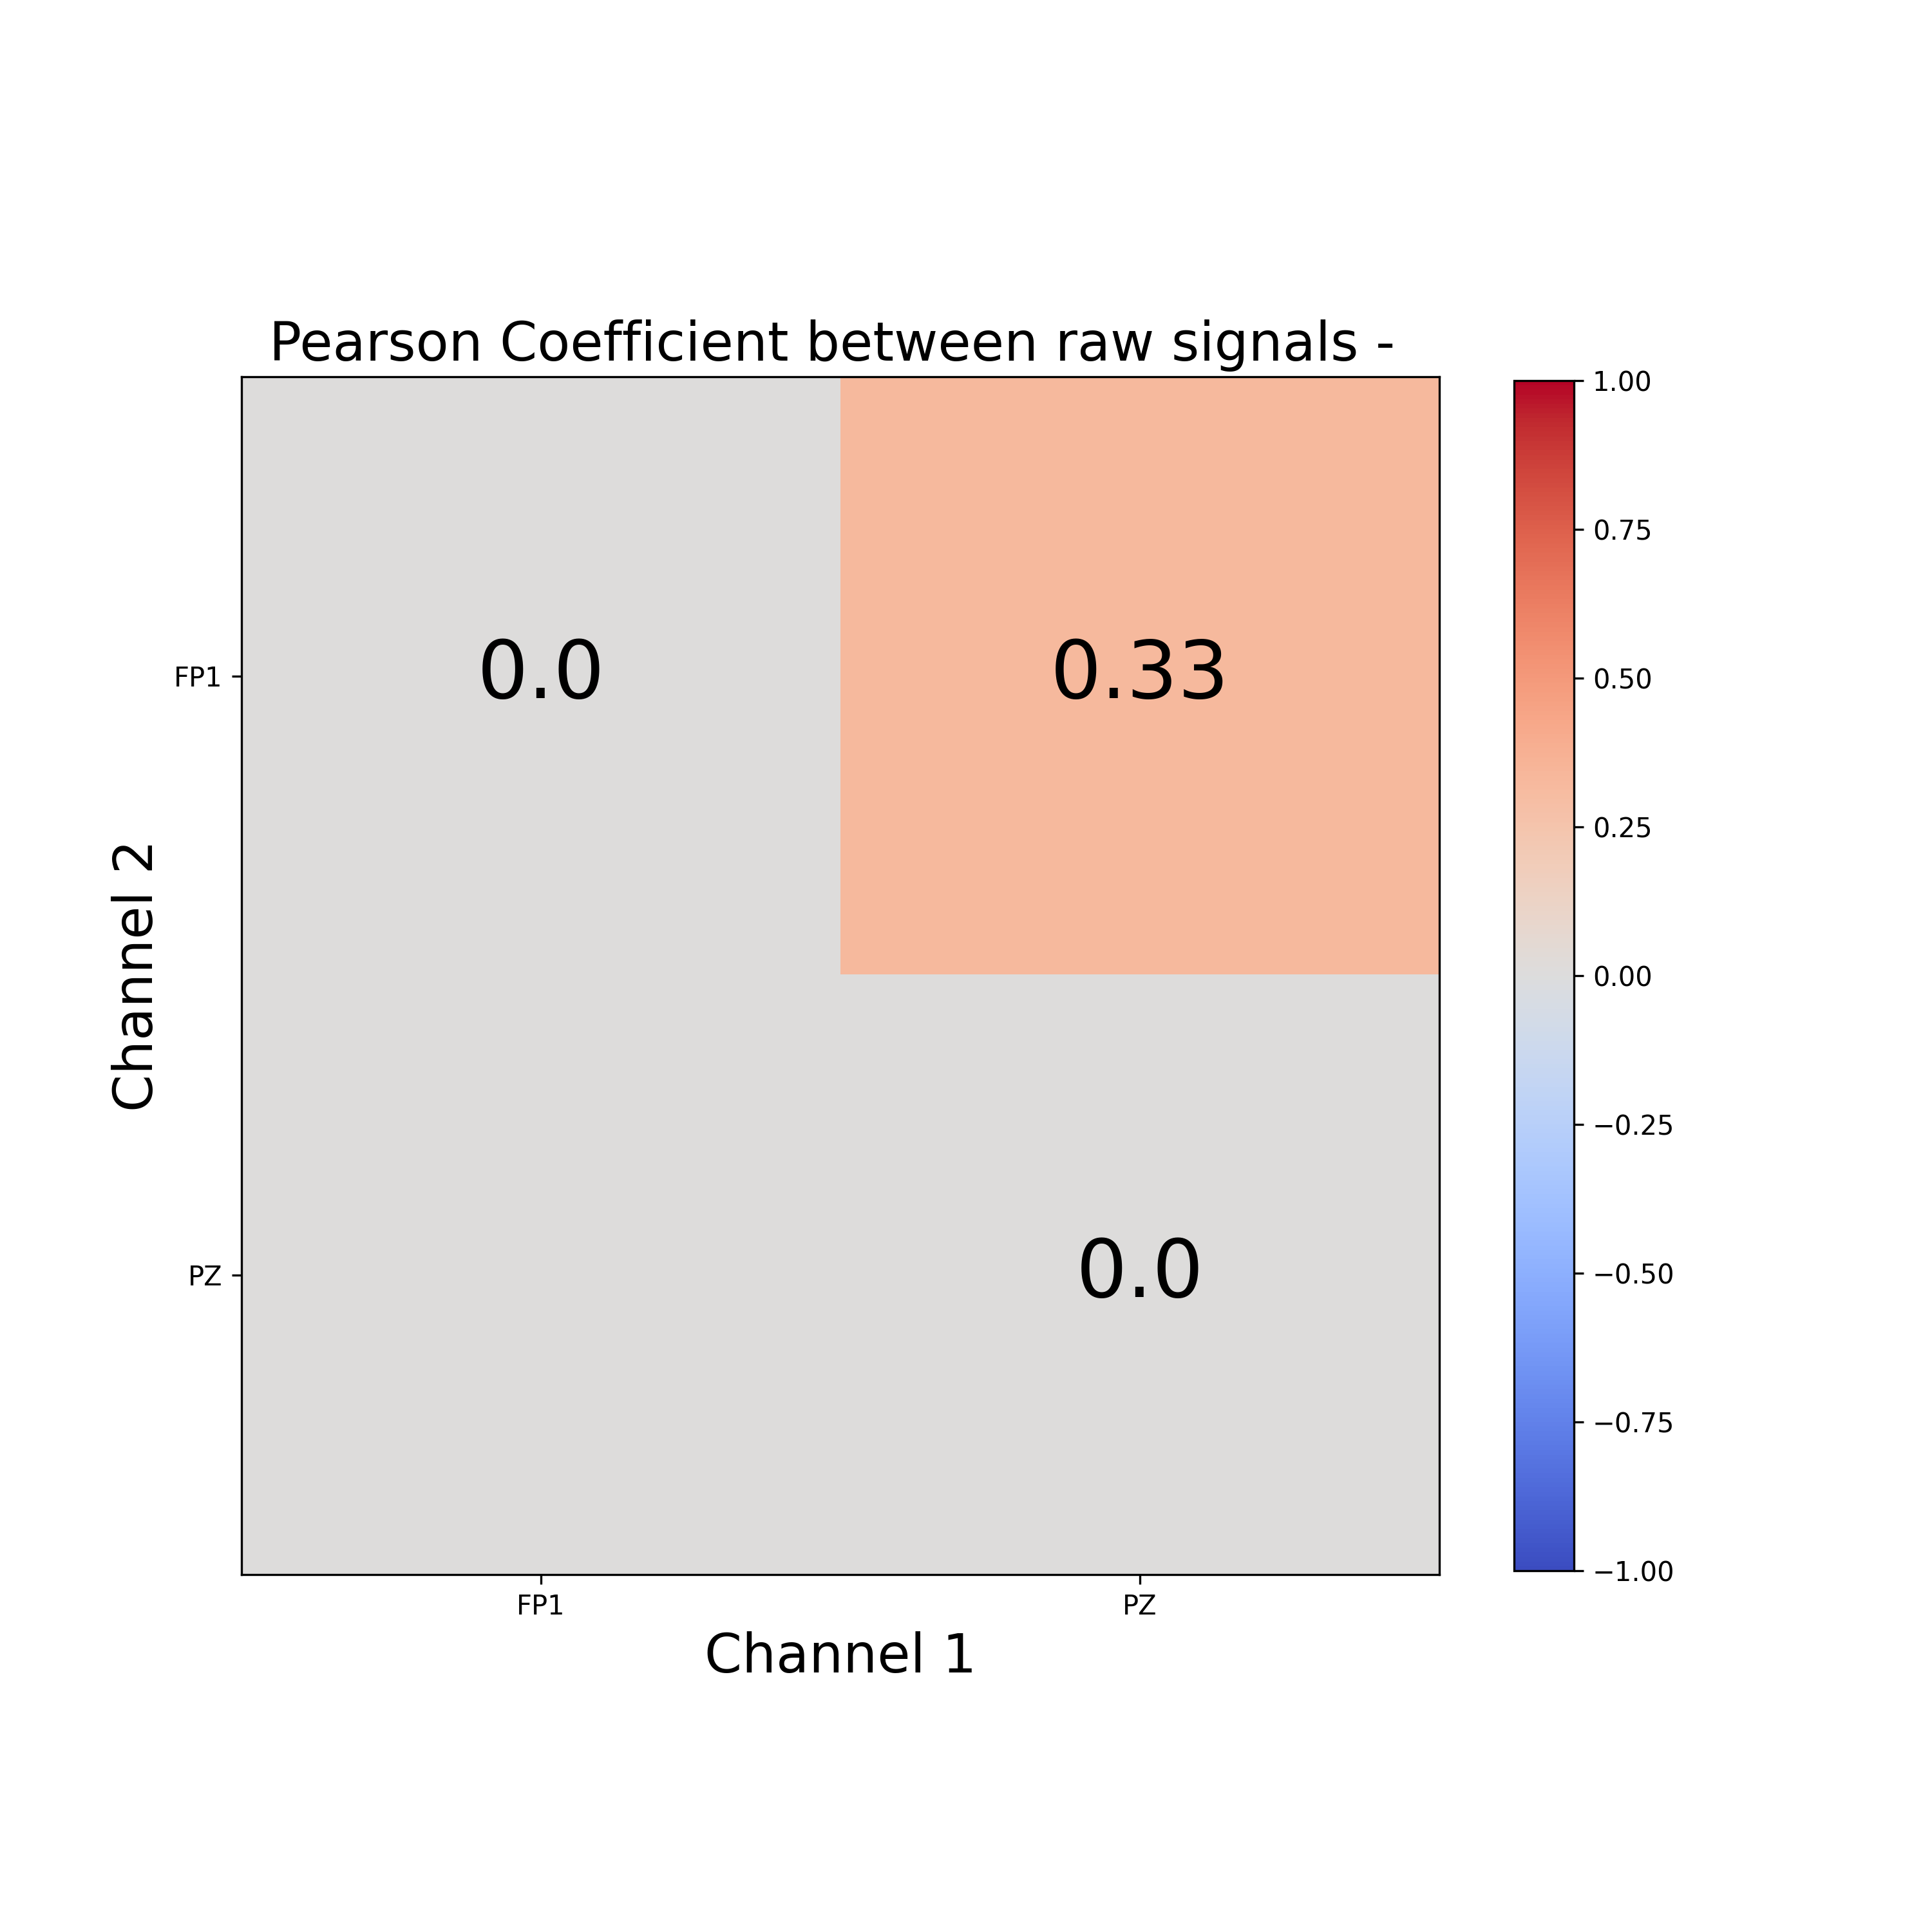 Pearson Coefficient between raw signals -
1.00
0.75
0.50
0.25
0.00
−0.25
−0.50
−0.75
−1.00
Channel 2
FP1
0.0
0.33
PZ
0.0
FP1
PZ
Channel 1